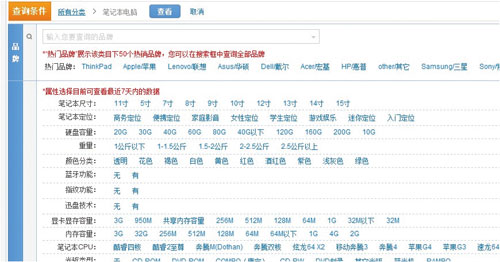 查询条件 所有分类 > 笔记本电脑 查看 取消
品牌
输入您要查询的品牌
*"热门品牌"展示该类目下50个热销品牌，您可以在搜索框中查询全部品牌
热门品牌: ThinkPad Apple/苹果 Lenovo/联想 Asus/华硕 Dell/戴尔 Acer/宏基 HP/惠普 other/其它 Samsung/三星 Sony/
属性
*属性选择目前可查看最近7天内的数据
笔记本尺寸: 11寸 5寸 7寸 8寸 9寸 10寸 12寸 13寸 14寸 15寸
笔记本定位: 商务定位 便携定位 家庭影音 女性定位 学生定位 游戏娱乐 迷你定位 入门定位
硬盘容量: 20G 30G 40G 50G 60G 80G 40G以下 120G 160G 200G 10G
重量: 1公斤以下 1-1.5公斤 1.5-2公斤 2-2.5公斤 2.5公斤以上
颜色分类: 透明 花色 褐色 白色 黄色 红色 酒红色 紫色 浅灰色 绿色
蓝牙功能: 无 有
指纹功能: 无 有
迅盘技术: 无 有
显卡显存容量: 3G 950M 共享内存容量 256M 512M 128M 64M 1G 32M以下 32M
内存容量: 3G 32G 256M 512M 128M 64M 64M以下 1G 4G 2G
笔记本CPU: 酷睿四核 酷睿2至尊 奔腾M(Dothan) 奔腾双核 炫龙64 X2 移动奔腾3 奔腾4 苹果G4 苹果G3 速龙64
光驱类型: 无 CD-ROM DVD-ROM COMBO